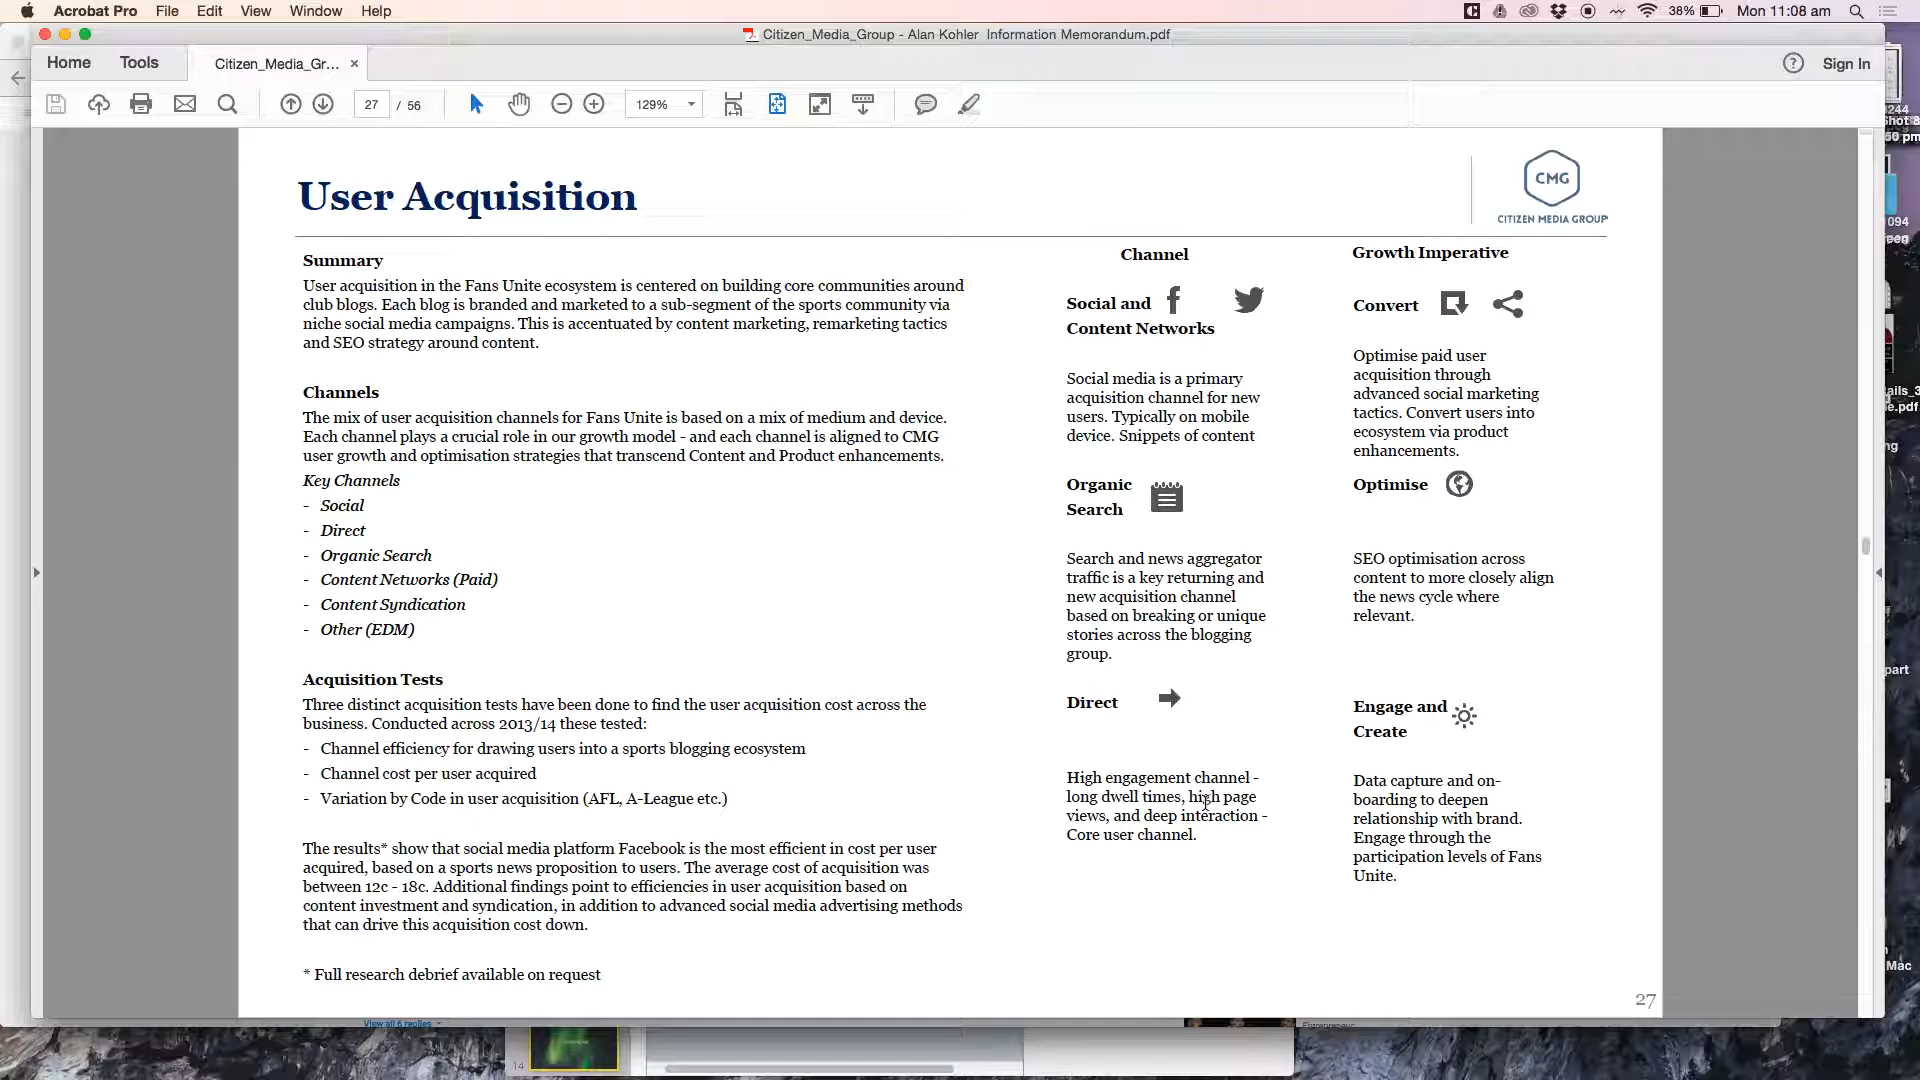 Acrobat Pro File Edit View Window Help
38% Mon 11:08 am
Citizen_Media_Group - Alan Kohler Information Memorandum.pdf
Home Tools Citizen_Media_Gr... × Sign In
27 / 56 129%
User Acquisition
CMG
CITIZEN MEDIA GROUP
Summary
User acquisition in the Fans Unite ecosystem is centered on building core communities around
club blogs. Each blog is branded and marketed to a sub-segment of the sports community via
niche social media campaigns. This is accentuated by content marketing, remarketing tactics
and SEO strategy around content.
Channels
The mix of user acquisition channels for Fans Unite is based on a mix of medium and device.
Each channel plays a crucial role in our growth model - and each channel is aligned to CMG
user growth and optimisation strategies that transcend Content and Product enhancements.
Key Channels
- Social
- Direct
- Organic Search
- Content Networks (Paid)
- Content Syndication
- Other (EDM)
Acquisition Tests
Three distinct acquisition tests have been done to find the user acquisition cost across the
business. Conducted across 2013/14 these tested:
- Channel efficiency for drawing users into a sports blogging ecosystem
- Channel cost per user acquired
- Variation by Code in user acquisition (AFL, A-League etc.)
The results* show that social media platform Facebook is the most efficient in cost per user
acquired, based on a sports news proposition to users. The average cost of acquisition was
between 12c - 18c. Additional findings point to efficiencies in user acquisition based on
content investment and syndication, in addition to advanced social media advertising methods
that can drive this acquisition cost down.
* Full research debrief available on request
Channel
Social and
Content Networks
Social media is a primary
acquisition channel for new
users. Typically on mobile
device. Snippets of content
Organic
Search
Search and news aggregator
traffic is a key returning and
new acquisition channel
based on breaking or unique
stories across the blogging
group.
Direct
High engagement channel -
long dwell times, high page
views, and deep interaction -
Core user channel.
Growth Imperative
Convert
Optimise paid user
acquisition through
advanced social marketing
tactics. Convert users into
ecosystem via product
enhancements.
Optimise
SEO optimisation across
content to more closely align
the news cycle where
relevant.
Engage and
Create
Data capture and on-
boarding to deepen
relationship with brand.
Engage through the
participation levels of Fans
Unite.
27
View all 6 replies
14
Mac